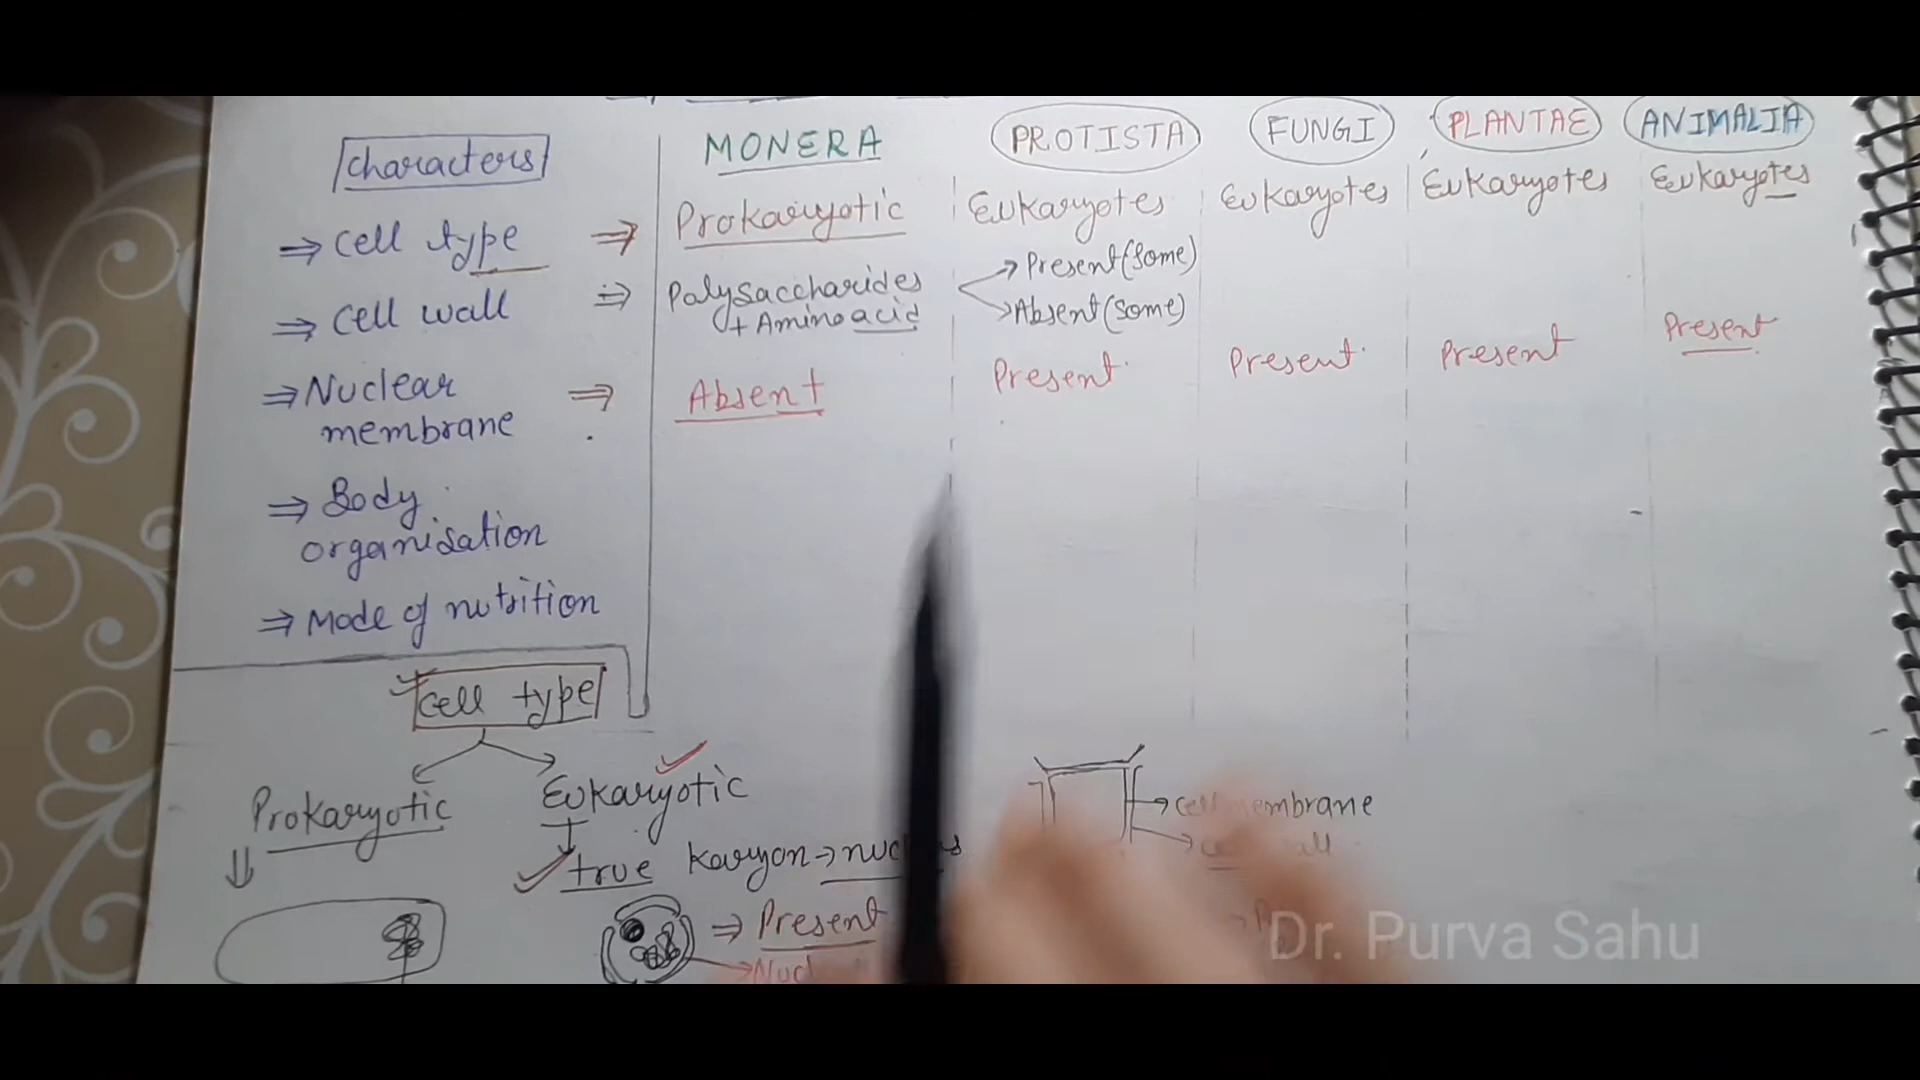 characters MONERA PROTISTA FUNGI PLANTAE ANIMALIA
⇒ cell type ⇒ Prokaryotic Eukaryotes Eukaryotes Eukaryotes Eukaryotes
⇒ cell wall ⇒ Polysaccharides + Amino acid → Present (some) → Absent (some)
⇒ Nuclear membrane ⇒ Absent Present Present Present Present
⇒ Body organisation
⇒ Mode of nutrition
cell type
Prokaryotic Eukaryotic
true karyon → nucleus
⇒ Present
→ cell membrane
Dr. Purva Sahu